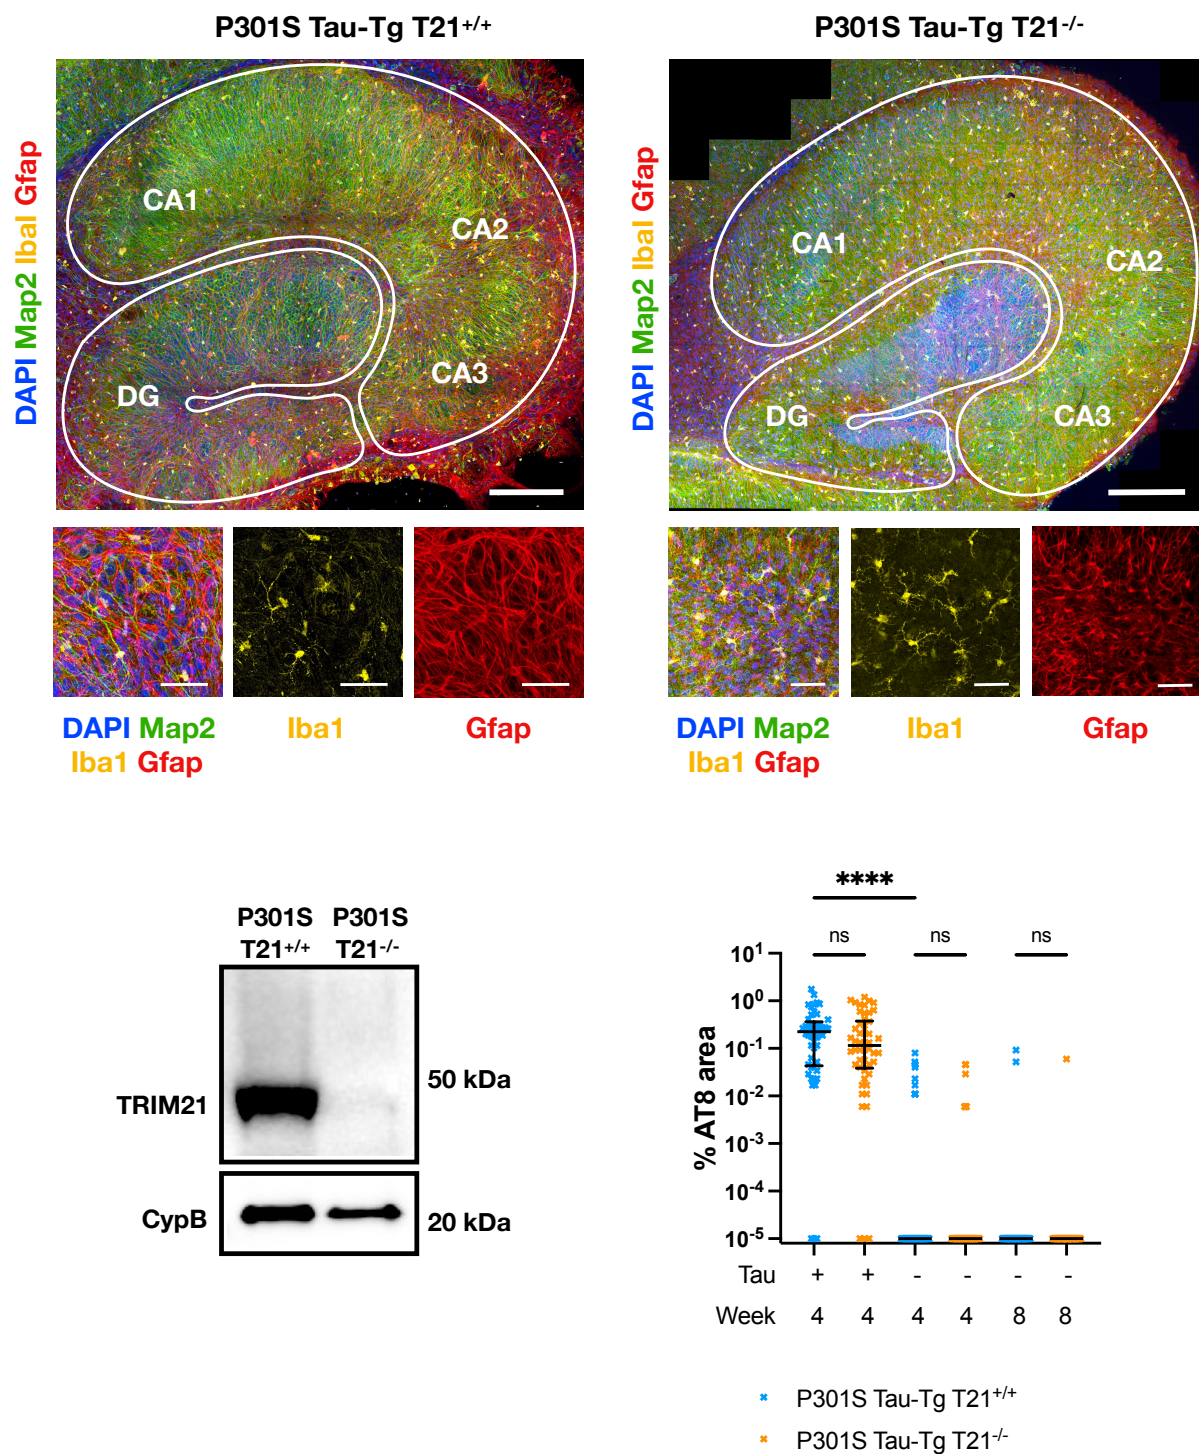 P301S Tau-Tg T21+/+
P301S Tau-Tg T21-/-
DAPI Map2 IbaI Gfap
CA1
CA2
CA3
DG
DAPI Map2 IbaI Gfap
CA1
CA2
CA3
DG
DAPI Map2
Iba1 Gfap
Iba1
Gfap
DAPI Map2
Iba1 Gfap
Iba1
Gfap
P301S P301S
T21+/+ T21-/-
TRIM21
50 kDa
CypB
20 kDa
****
ns ns ns
% AT8 area
10¹
10⁰
10⁻¹
10⁻²
10⁻³
10⁻⁴
10⁻⁵
Tau + + - - - -
Week 4 4 4 4 8 8
P301S Tau-Tg T21+/+
P301S Tau-Tg T21-/-